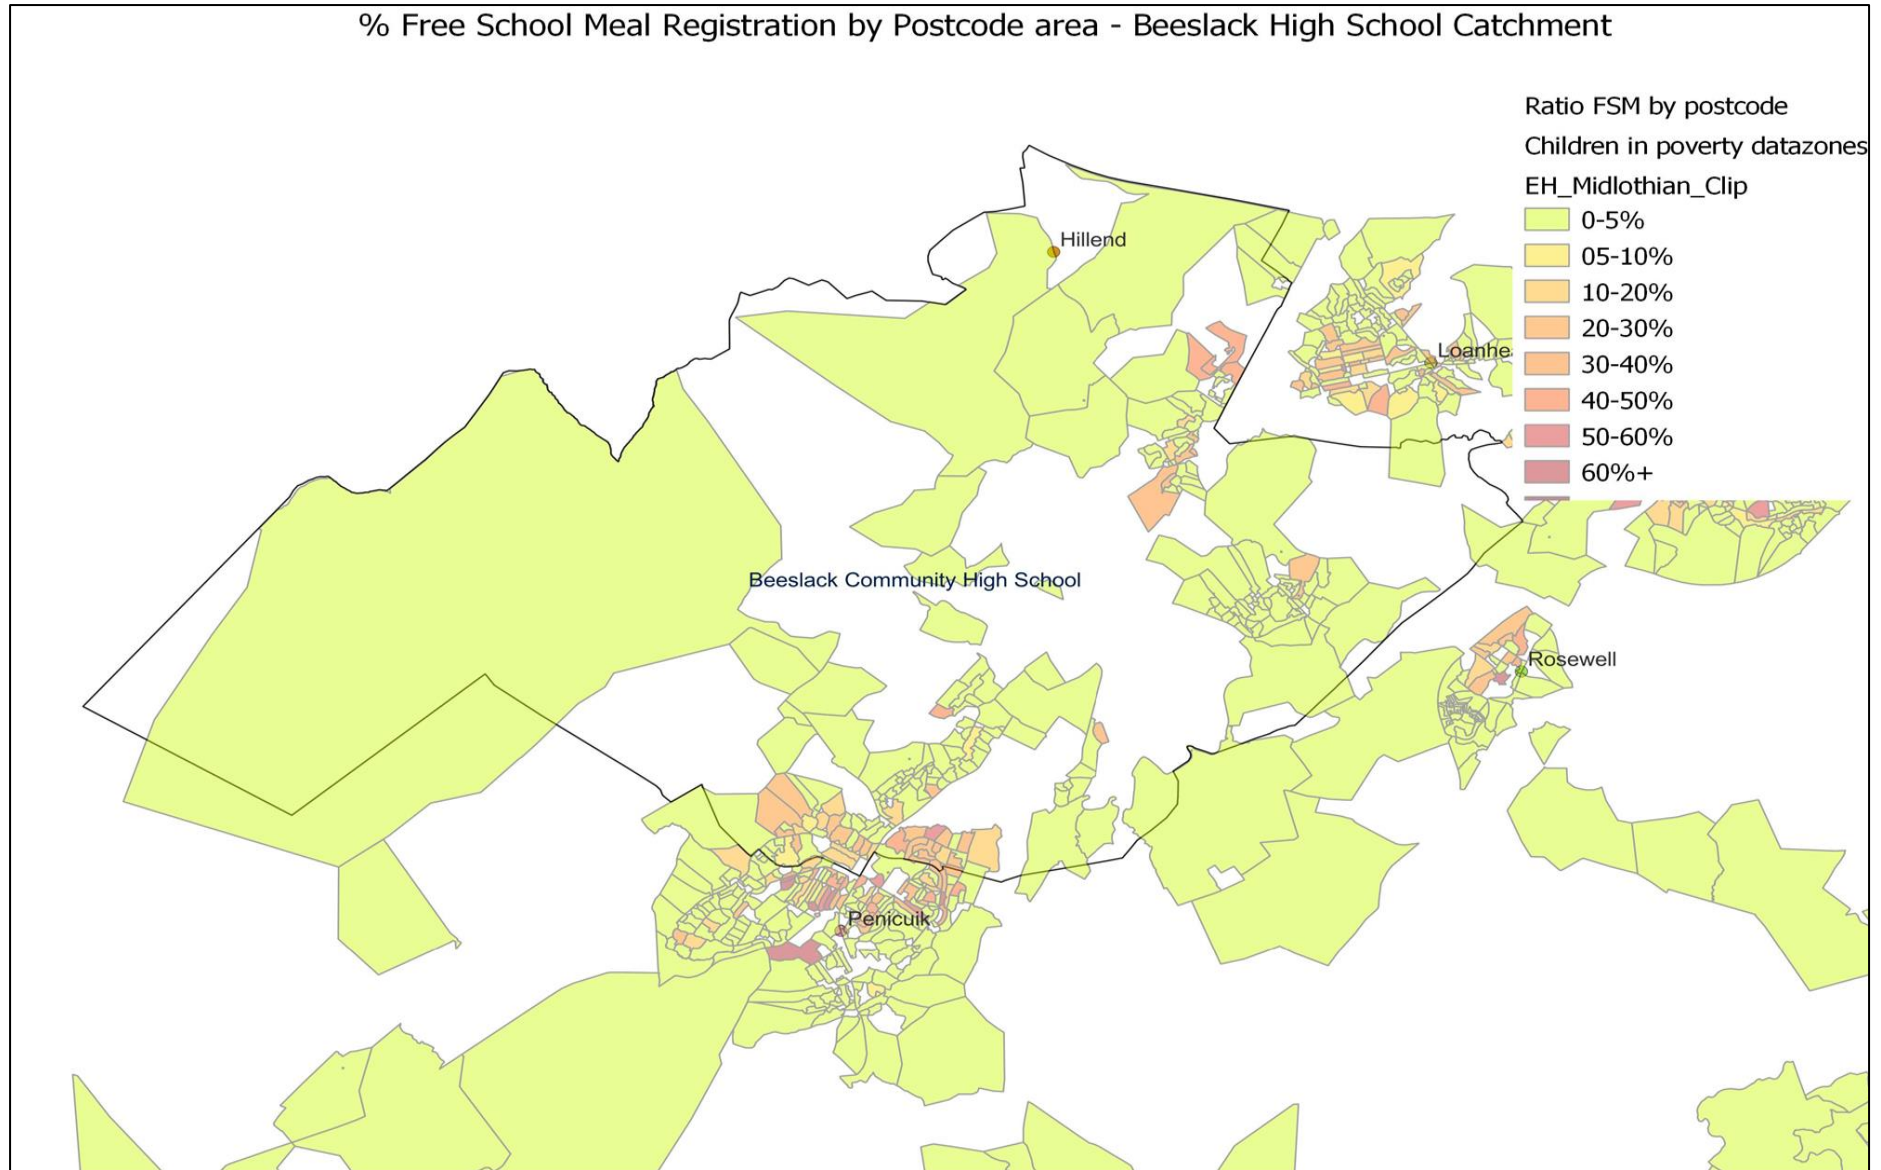 % Free School Meal Registration by Postcode area - Beeslack High School Catchment
Ratio FSM by postcode
Children in poverty datazones
EH_Midlothian_Clip
0-5%
05-10%
10-20%
20-30%
30-40%
40-50%
50-60%
60%+
Hillend
Loanhe
Beeslack Community High School
Rosewell
Penicuik